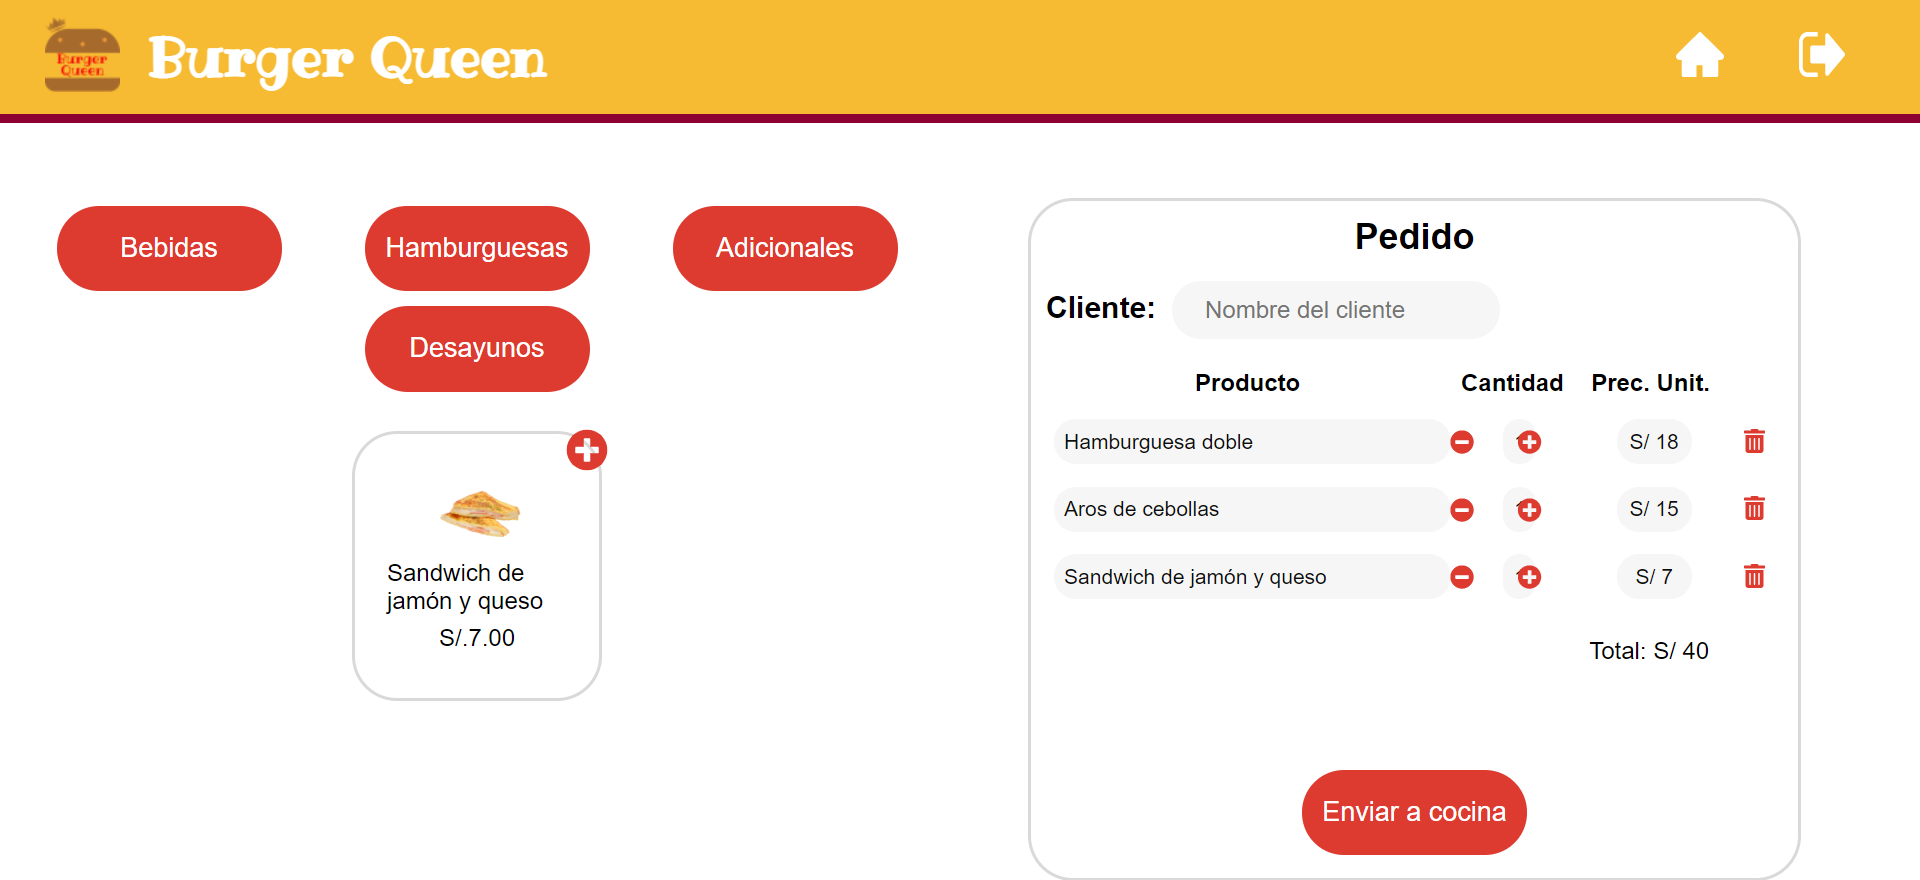 Burger
Queen
Burger Queen
Bebidas
Hamburguesas
Adicionales
Desayunos
Sandwich de
jamón y queso
S/.7.00
Pedido
Cliente: Nombre del cliente
Producto Cantidad Prec. Unit.
Hamburguesa doble S/ 18
Aros de cebollas S/ 15
Sandwich de jamón y queso S/ 7
Total: S/ 40
Enviar a cocina